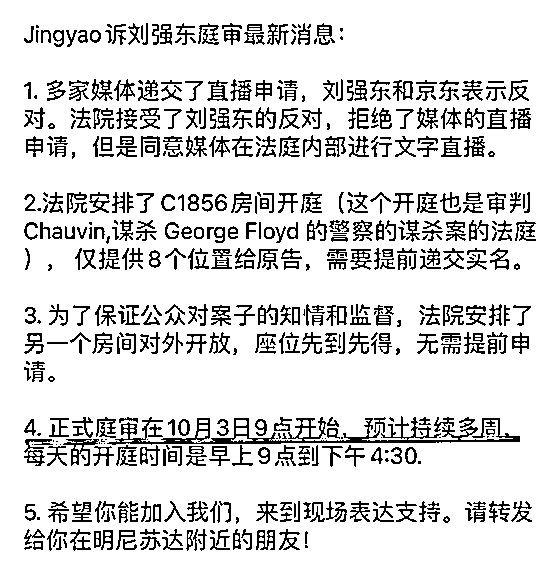 Jingyao诉刘强东庭审最新消息：
1. 多家媒体递交了直播申请，刘强东和京东表示反
对。法院接受了刘强东的反对，拒绝了媒体的直播
申请，但是同意媒体在法庭内部进行文字直播。
2.法院安排了C1856房间开庭（这个开庭也是审判
Chauvin,谋杀 George Floyd 的警察的谋杀案的法庭
）， 仅提供8个位置给原告，需要提前递交实名。
3. 为了保证公众对案子的知情和监督，法院安排了
另一个房间对外开放，座位先到先得，无需提前申
请。
4. 正式庭审在10月3日9点开始，预计持续多周，
每天的开庭时间是早上9点到下午4:30.
5. 希望你能加入我们，来到现场表达支持。请转发
给你在明尼苏达附近的朋友！